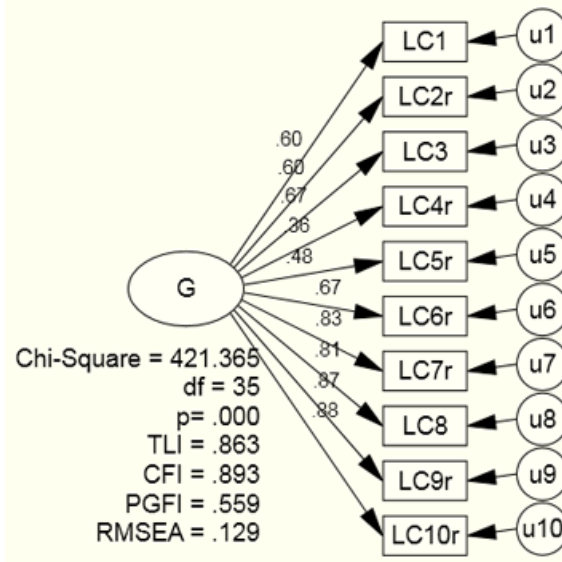 LC1
u1
LC2r
u2
LC3
u3
LC4r
u4
LC5r
u5
LC6r
u6
LC7r
u7
LC8
u8
LC9r
u9
LC10r
u10
.60
.60
.67
.36
.48
.67
.83
.81
.87
.88
G
Chi-Square = 421.365
df = 35
p= .000
TLI = .863
CFI = .893
PGFI = .559
RMSEA = .129